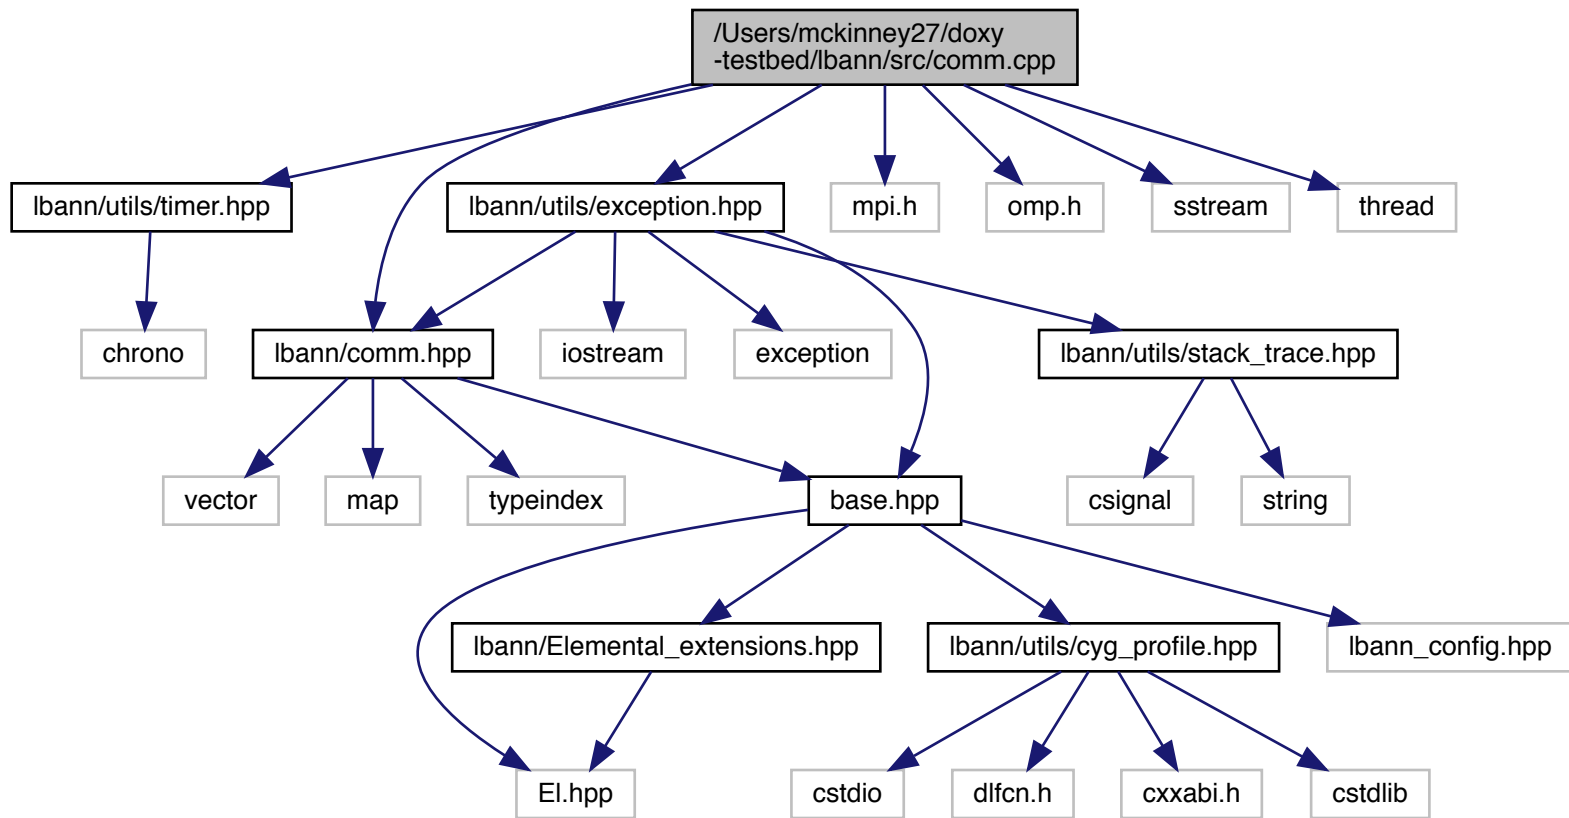 /Users/mckinney27/doxy
-testbed/lbann/src/comm.cpp
lbann/utils/timer.hpp
lbann/utils/exception.hpp
mpi.h
omp.h
sstream
thread
chrono
lbann/comm.hpp
iostream
exception
lbann/utils/stack_trace.hpp
vector
map
typeindex
base.hpp
csignal
string
lbann/Elemental_extensions.hpp
lbann/utils/cyg_profile.hpp
lbann_config.hpp
El.hpp
cstdio
dlfcn.h
cxxabi.h
cstdlib